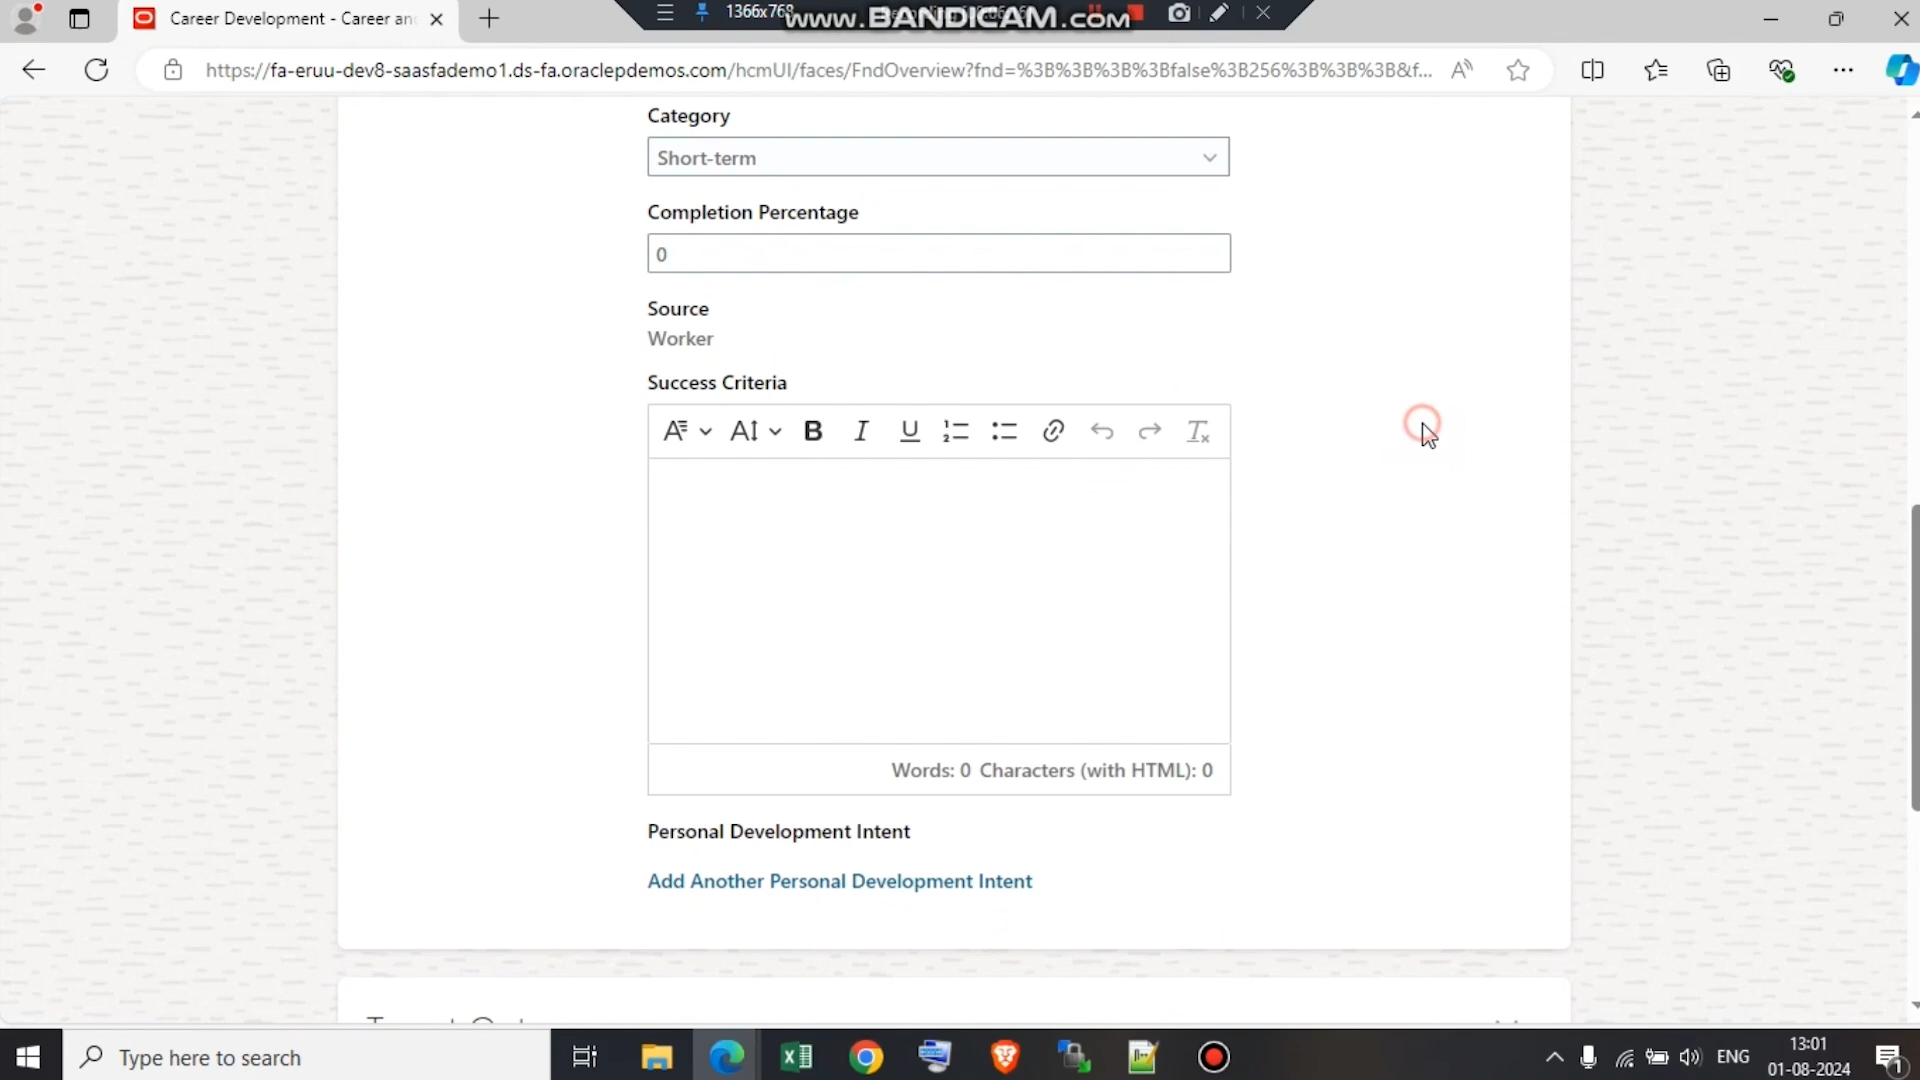 Career Development - Career an
1366x768
www.BANDICAM.com
https://fa-eruu-dev8-saasfademo1.ds-fa.oraclepdemos.com/hcmUI/faces/FndOverview?fnd=%3B%3B%3B%3Bfalse%3B256%3B%3B%3B&f...
Category
Short-term
Completion Percentage
0
Source
Worker
Success Criteria
Words: 0 Characters (with HTML): 0
Personal Development Intent
Add Another Personal Development Intent
Type here to search
ENG
13:01
01-08-2024
1